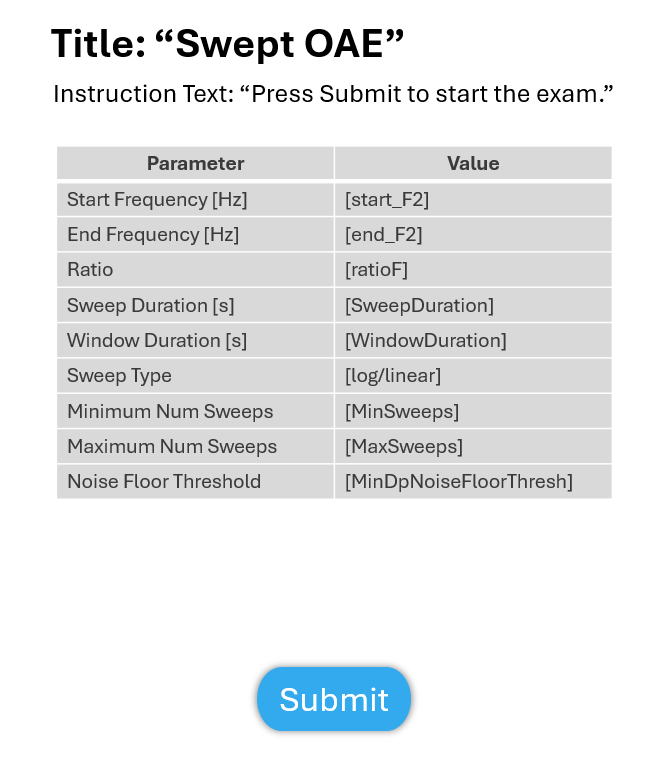 Title: “Swept OAE”
Instruction Text: “Press Submit to start the exam.”
Parameter Value
Start Frequency [Hz] [start_F2]
End Frequency [Hz] [end_F2]
Ratio [ratioF]
Sweep Duration [s] [SweepDuration]
Window Duration [s] [WindowDuration]
Sweep Type [log/linear]
Minimum Num Sweeps [MinSweeps]
Maximum Num Sweeps [MaxSweeps]
Noise Floor Threshold [MinDpNoiseFloorThresh]
Submit